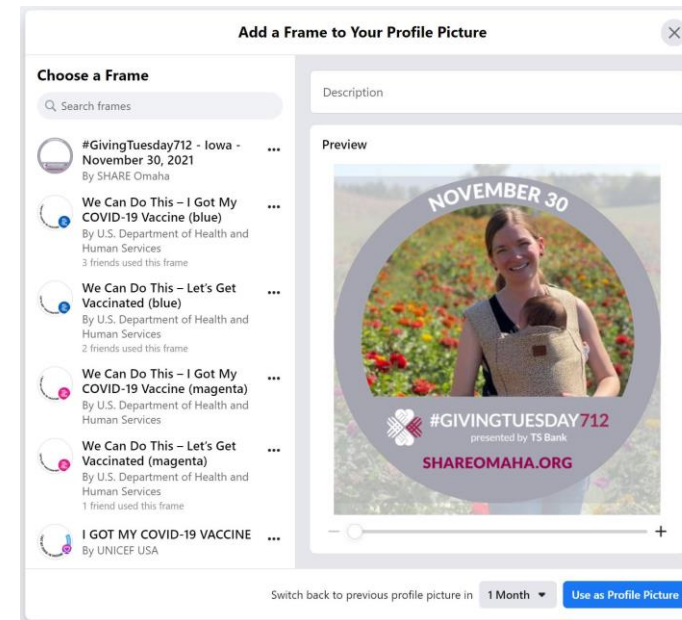 Add a Frame to Your Profile Picture
Choose a Frame
Search frames
#GivingTuesday712 - Iowa -
November 30, 2021
By SHARE Omaha
We Can Do This – I Got My
COVID-19 Vaccine (blue)
By U.S. Department of Health and
Human Services
3 friends used this frame
We Can Do This – Let's Get
Vaccinated (blue)
By U.S. Department of Health and
Human Services
2 friends used this frame
We Can Do This – I Got My
COVID-19 Vaccine (magenta)
By U.S. Department of Health and
Human Services
We Can Do This – Let's Get
Vaccinated (magenta)
By U.S. Department of Health and
Human Services
1 friend used this frame
I GOT MY COVID-19 VACCINE
By UNICEF USA
Description
Preview
NOVEMBER 30
#GIVINGTUESDAY712
presented by TS Bank
SHAREOMAHA.ORG
Switch back to previous profile picture in
1 Month
Use as Profile Picture